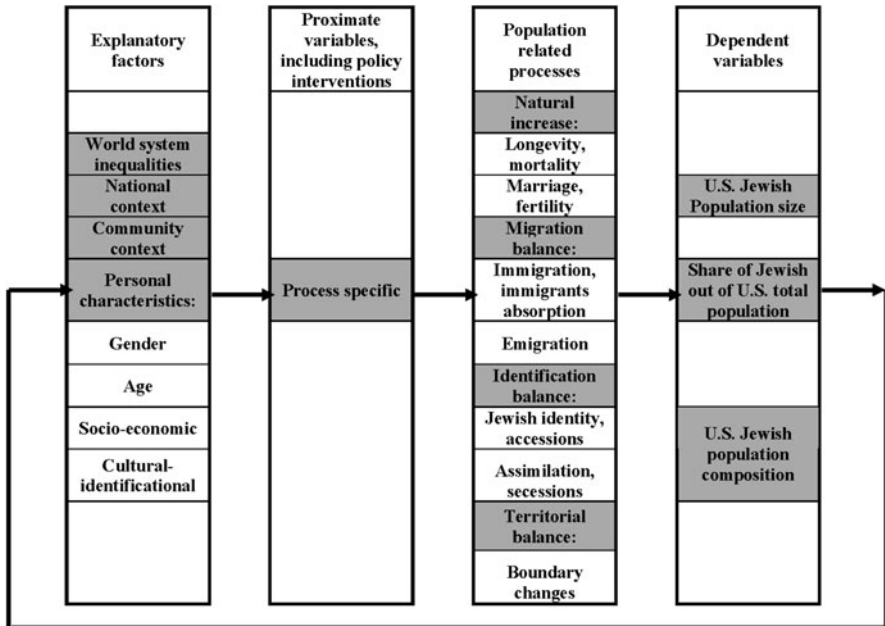 Explanatory
factors
World system
inequalities
National
context
Community
context
Personal
characteristics:
Gender
Age
Socio-economic
Cultural-
identificational
Proximate
variables,
including policy
interventions
Process specific
Population
related
processes
Natural
increase:
Longevity,
mortality
Marriage,
fertility
Migration
balance:
Immigration,
immigrants
absorption
Emigration
Identification
balance:
Jewish identity,
accessions
Assimilation,
secessions
Territorial
balance:
Boundary
changes
Dependent
variables
U.S. Jewish
Population size
Share of Jewish
out of U.S. total
population
U.S. Jewish
population
composition